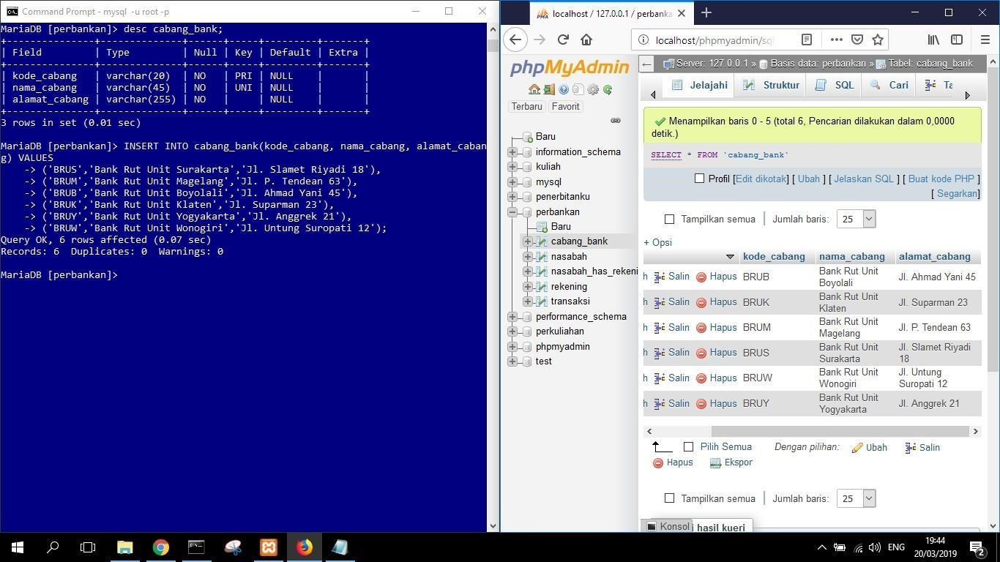 Command Prompt - mysql -u root -p
MariaDB [perbankan]> desc cabang_bank;
+---------------+--------------+------+-----+---------+-------+
| Field         | Type         | Null | Key | Default | Extra |
+---------------+--------------+------+-----+---------+-------+
| kode_cabang   | varchar(20)  | NO   | PRI | NULL    |       |
| nama_cabang   | varchar(45)  | NO   | UNI | NULL    |       |
| alamat_cabang | varchar(255) | NO   |     | NULL    |       |
+---------------+--------------+------+-----+---------+-------+
3 rows in set (0.01 sec)
MariaDB [perbankan]> INSERT INTO cabang_bank(kode_cabang, nama_cabang, alamat_caban
g) VALUES
    -> ('BRUS','Bank Rut Unit Surakarta','Jl. Slamet Riyadi 18'),
    -> ('BRUM','Bank Rut Unit Magelang','Jl. P. Tendean 63'),
    -> ('BRUB','Bank Rut Unit Boyolali','Jl. Ahmad Yani 45'),
    -> ('BRUK','Bank Rut Unit Klaten','Jl. Suparman 23'),
    -> ('BRUY','Bank Rut Unit Yogyakarta','Jl. Anggrek 21'),
    -> ('BRUW','Bank Rut Unit Wonogiri','Jl. Untung Suropati 12');
Query OK, 6 rows affected (0.07 sec)
Records: 6  Duplicates: 0  Warnings: 0
MariaDB [perbankan]>
localhost / 127.0.0.1 / perbanka
localhost/phpmyadmin/sql
phpMyAdmin
Terbaru Favorit
Baru
information_schema
kuliah
mysql
penerbitanku
perbankan
Baru
cabang_bank
nasabah
nasabah_has_rekeni
rekening
transaksi
performance_schema
perkuliahan
phpmyadmin
test
Server: 127.0.0.1 » Basis data: perbankan » Tabel: cabang_bank
Jelajahi Struktur SQL Cari Ta
Menampilkan baris 0 - 5 (total 6, Pencarian dilakukan dalam 0,0000
detik.)
SELECT * FROM `cabang_bank`
Profil [Edit dikotak] [ Ubah ] [ Jelaskan SQL ] [ Buat kode PHP ]
[ Segarkan]
Tampilkan semua | Jumlah baris: 25
+ Opsi
kode_cabang nama_cabang alamat_cabang
h Salin Hapus BRUB Bank Rut Unit Boyolali Jl. Ahmad Yani 45
h Salin Hapus BRUK Bank Rut Unit Klaten Jl. Suparman 23
h Salin Hapus BRUM Bank Rut Unit Magelang Jl. P. Tendean 63
h Salin Hapus BRUS Bank Rut Unit Surakarta Jl. Slamet Riyadi 18
h Salin Hapus BRUW Bank Rut Unit Wonogiri Jl. Untung Suropati 12
h Salin Hapus BRUY Bank Rut Unit Yogyakarta Jl. Anggrek 21
Pilih Semua Dengan pilihan: Ubah Salin
Hapus Ekspor
Tampilkan semua | Jumlah baris: 25
Konsol i hasil kueri
ENG 19:44
20/03/2019
2